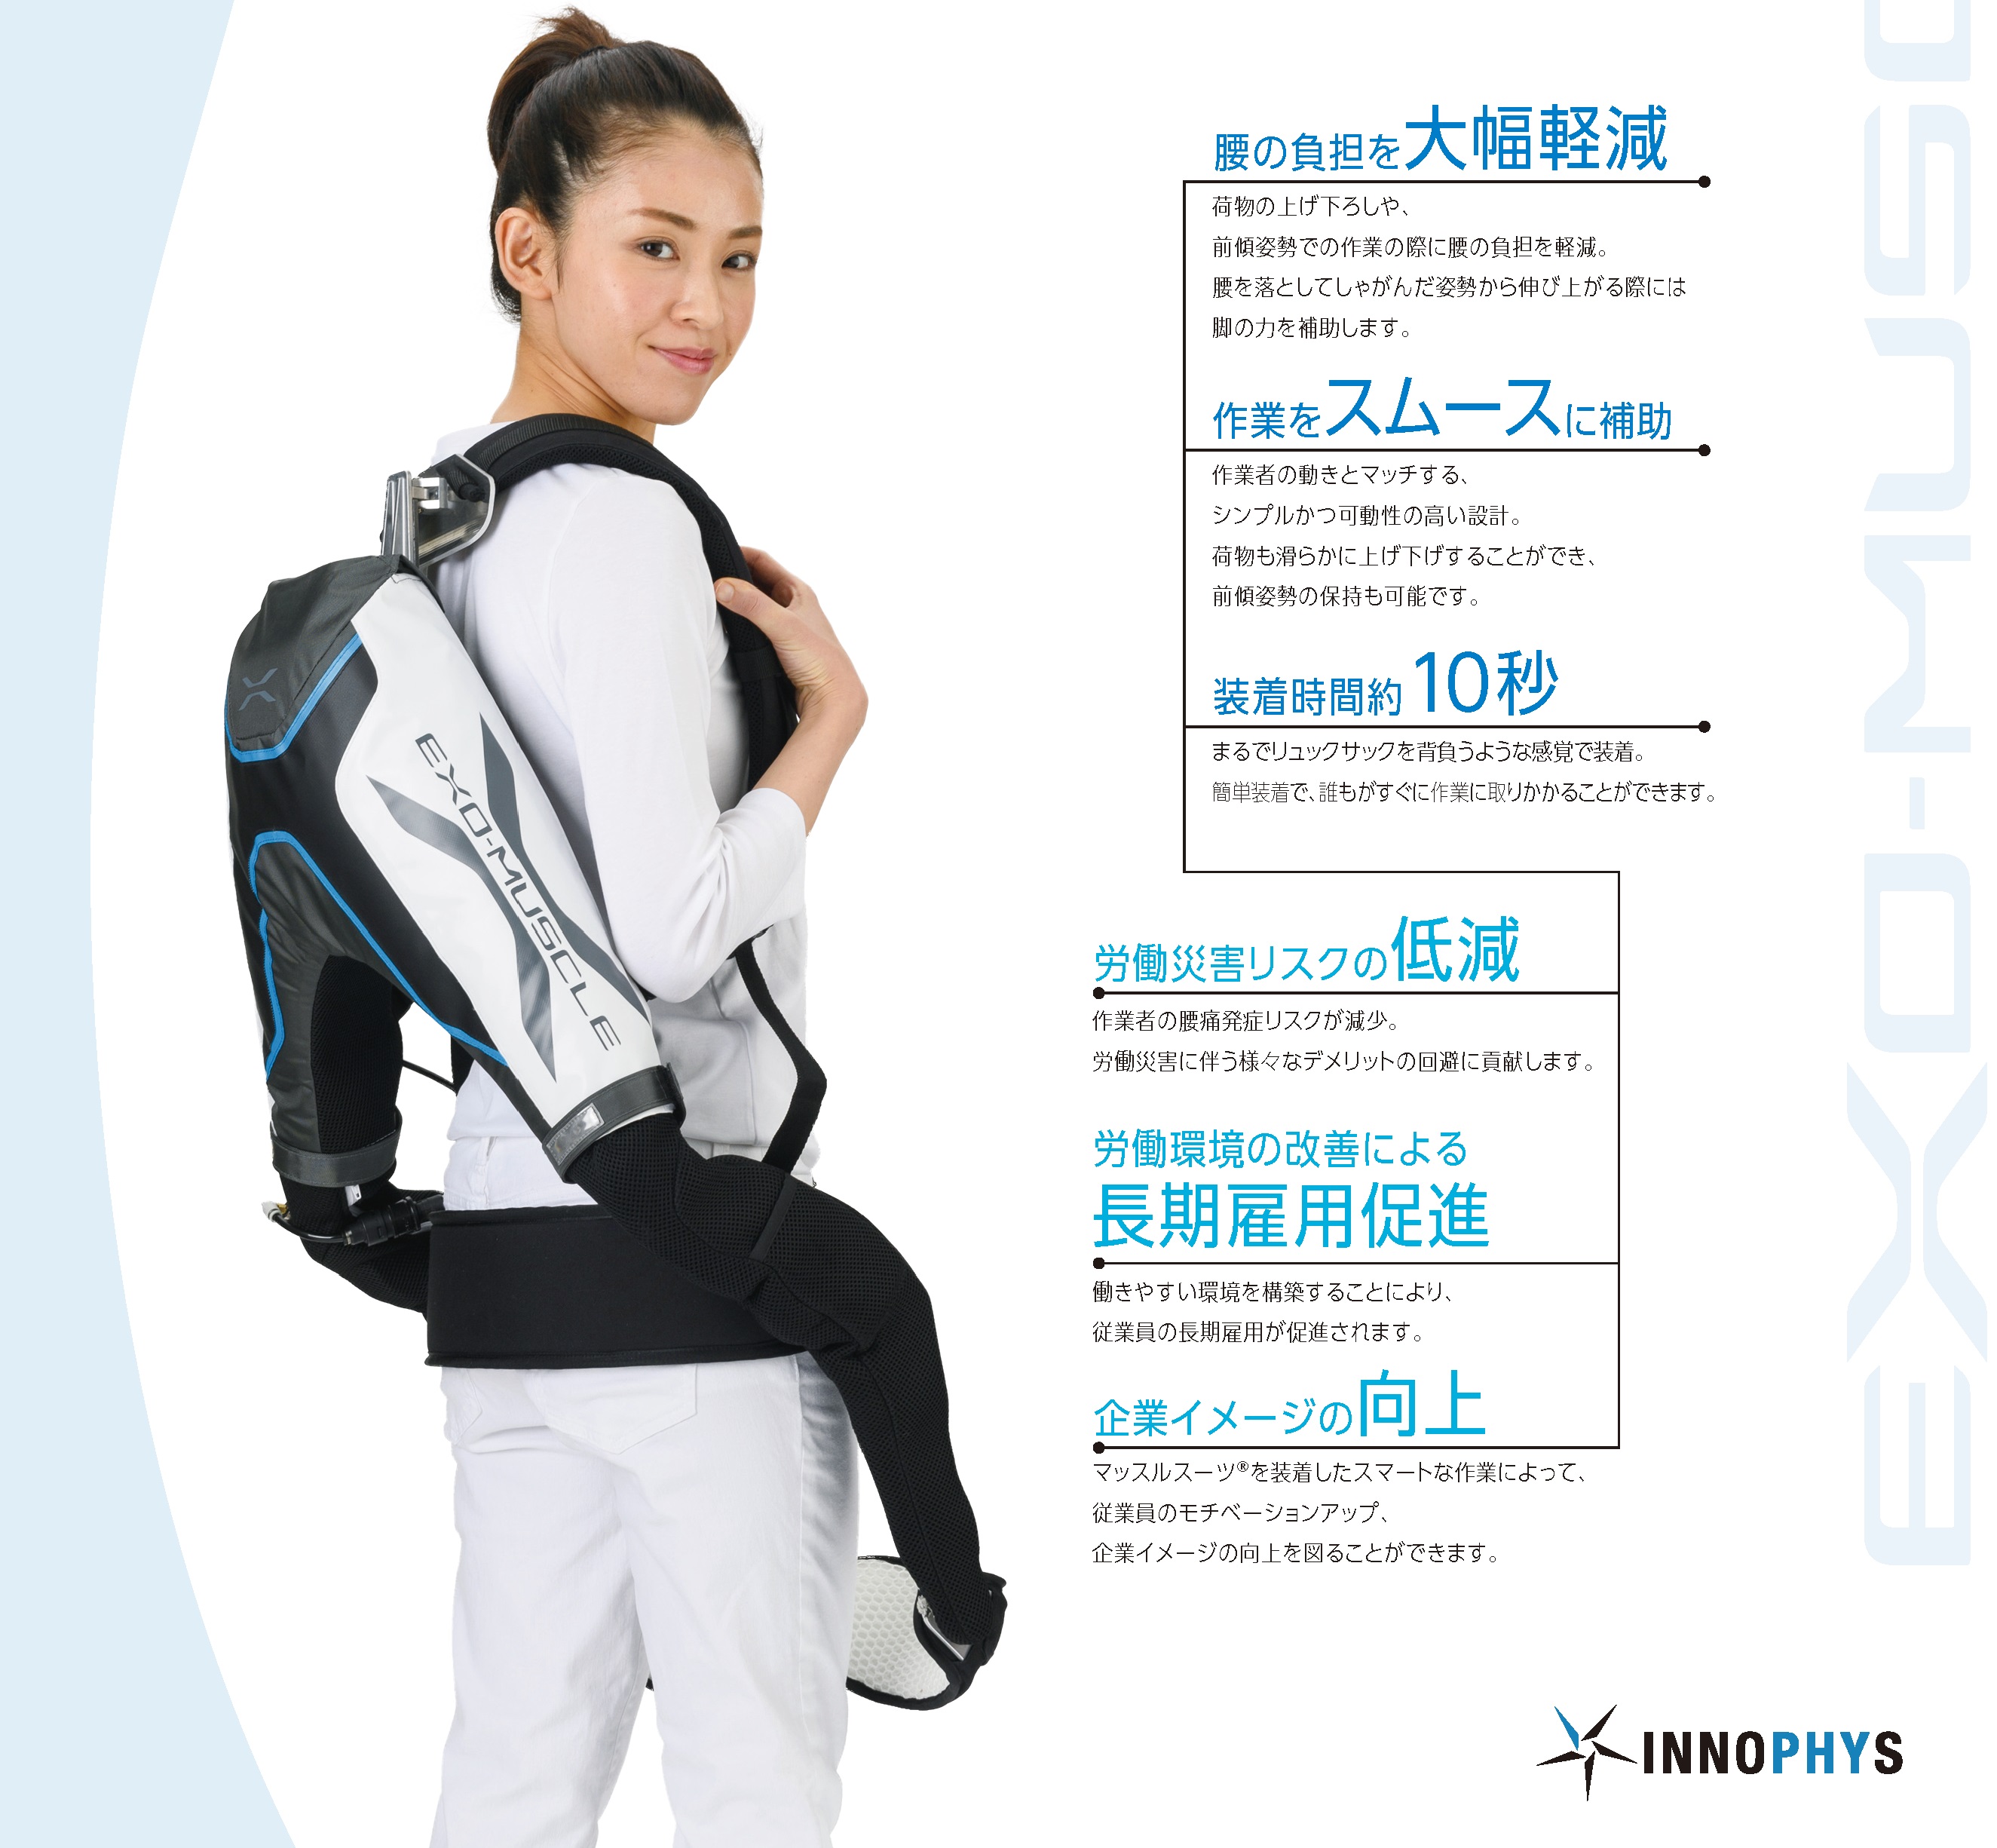 腰の負担を大幅軽減
荷物の上げ下ろしや、
前傾姿勢での作業の際に腰の負担を軽減。
腰を落としてしゃがんだ姿勢から伸び上がる際には
脚の力を補助します。
作業をスムースに補助
作業者の動きとマッチする、
シンプルかつ可動性の高い設計。
荷物も滑らかに上げ下げすることができ、
前傾姿勢の保持も可能です。
装着時間約10秒
まるでリュックサックを背負うような感覚で装着。
簡単装着で、誰もがすぐに作業に取りかかることができます。
労働災害リスクの低減
作業者の腰痛発症リスクが減少。
労働災害に伴う様々なデメリットの回避に貢献します。
労働環境の改善による
長期雇用促進
働きやすい環境を構築することにより、
従業員の長期雇用が促進されます。
企業イメージの向上
マッスルスーツ®を装着したスマートな作業によって、
従業員のモチベーションアップ、
企業イメージの向上を図ることができます。
EXO-MUSCLE
EXO-MUSC
INNOPHYS